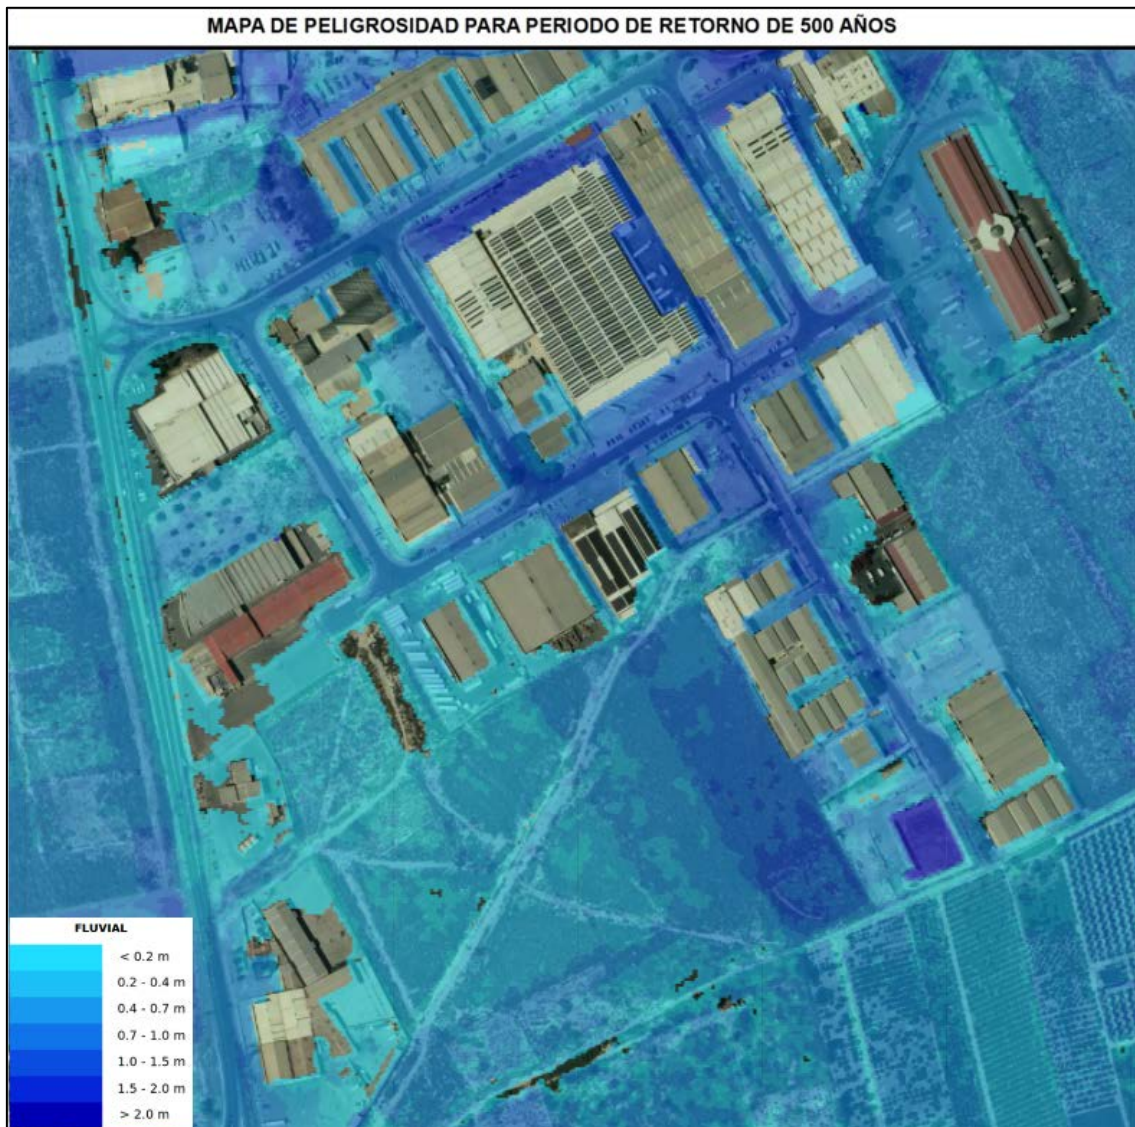 MAPA DE PELIGROSIDAD PARA PERIODO DE RETORNO DE 500 AÑOS
FLUVIAL
< 0.2 m
0.2 - 0.4 m
0.4 - 0.7 m
0.7 - 1.0 m
1.0 - 1.5 m
1.5 - 2.0 m
> 2.0 m